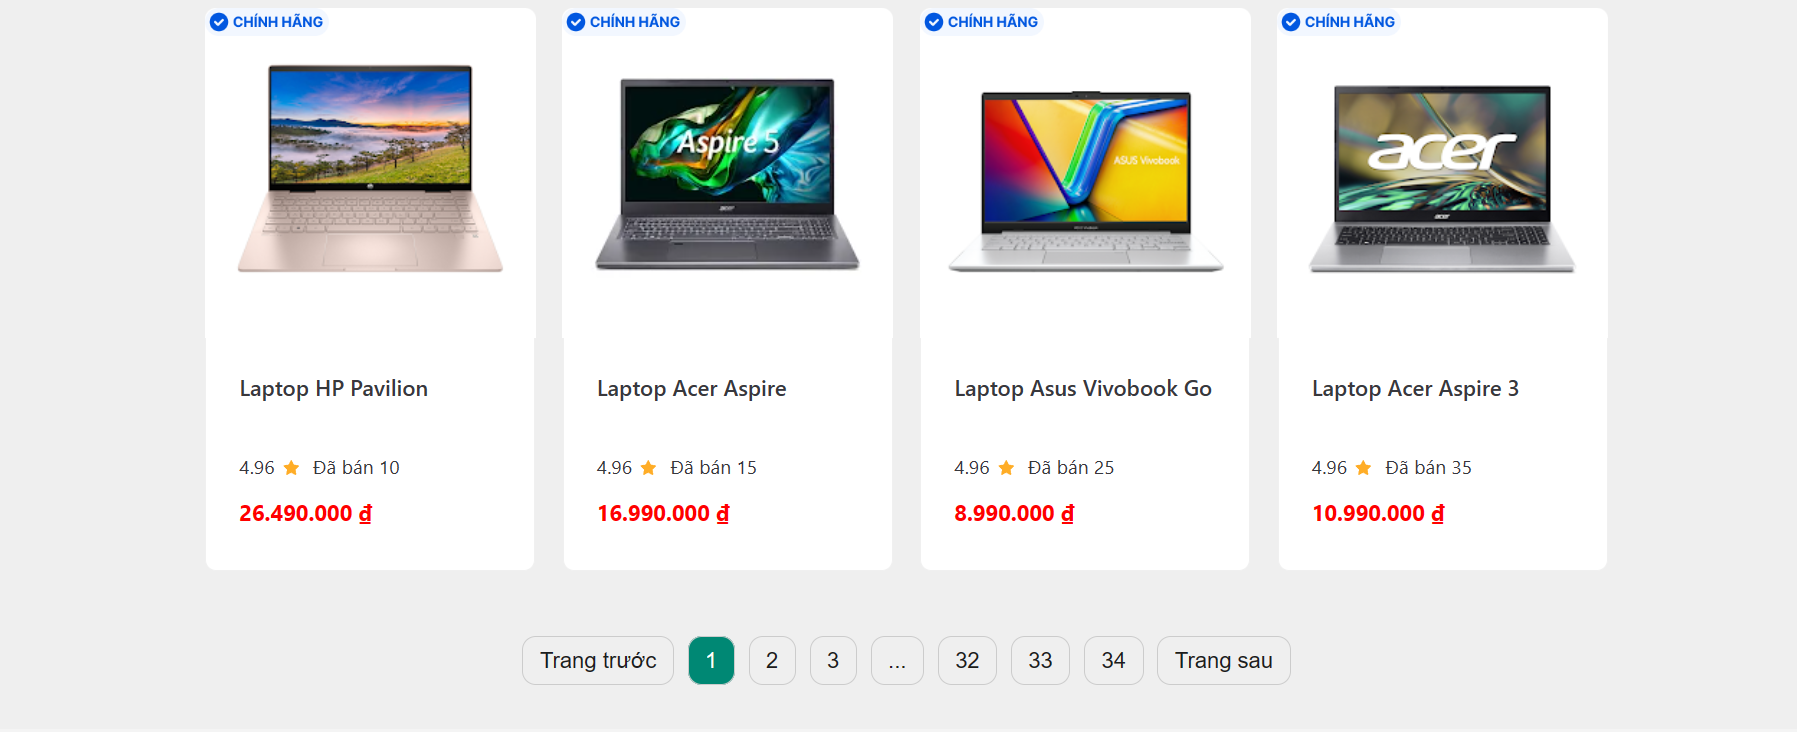 CHÍNH HÃNG
CHÍNH HÃNG
CHÍNH HÃNG
CHÍNH HÃNG
Aspire 5
acer
ASUS Vivobook
acer
acer
Laptop HP Pavilion
Laptop Acer Aspire
Laptop Asus Vivobook Go
Laptop Acer Aspire 3
4.96 Đã bán 10
4.96 Đã bán 15
4.96 Đã bán 25
4.96 Đã bán 35
26.490.000 ₫
16.990.000 ₫
8.990.000 ₫
10.990.000 ₫
Trang trước 1 2 3 ... 32 33 34 Trang sau